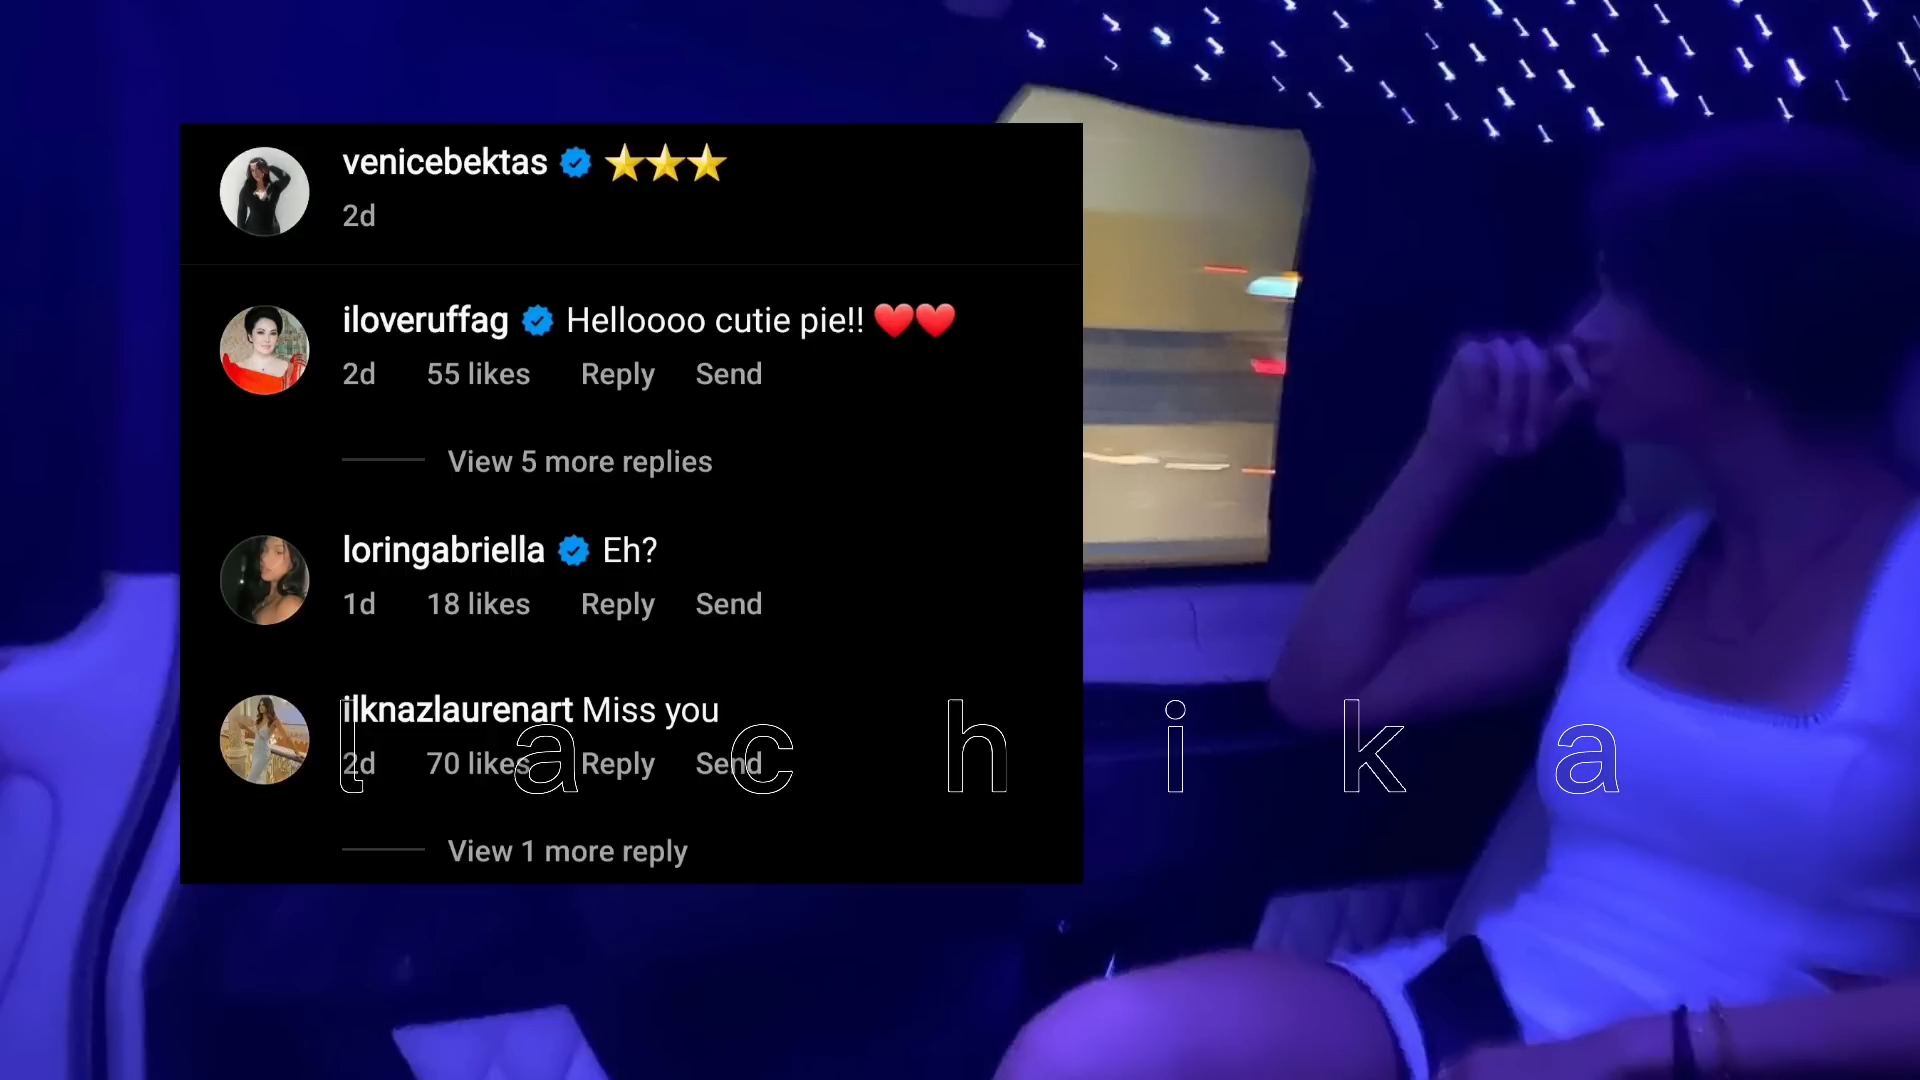 venicebektas ⭐⭐⭐
2d
iloveruffag Helloooo cutie pie!! ❤️❤️
2d 55 likes Reply Send
View 5 more replies
loringabriella Eh?
1d 18 likes Reply Send
ilknazlaurenart Miss you
2d 70 likes Reply Send
lachika
View 1 more reply